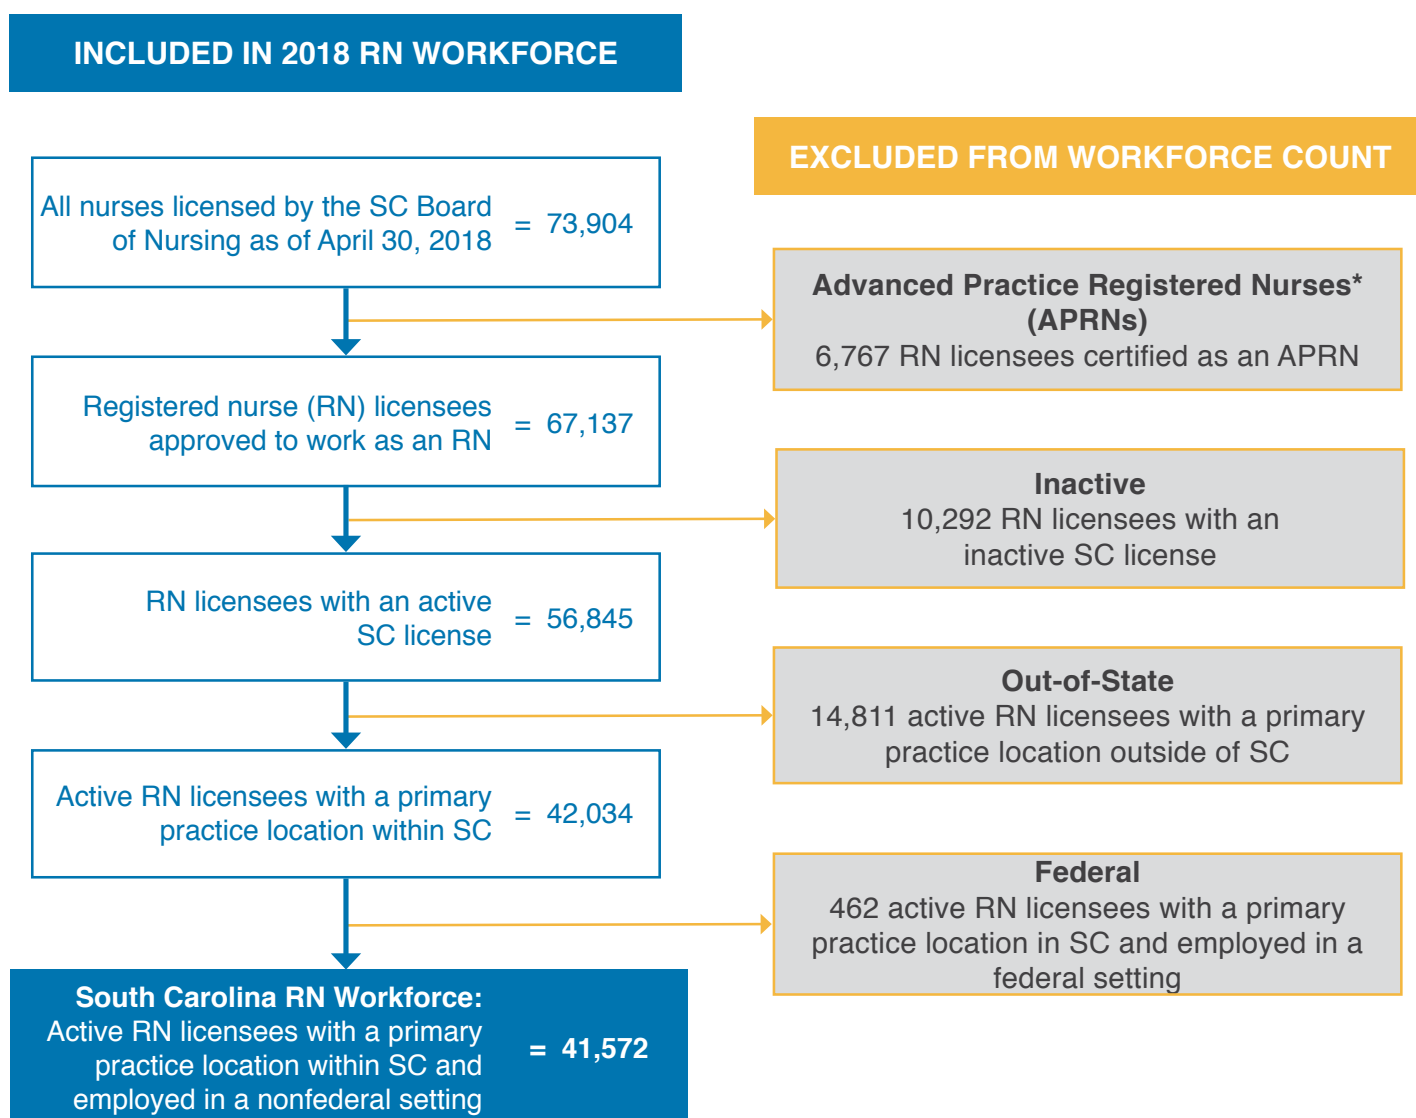 INCLUDED IN 2018 RN WORKFORCE
EXCLUDED FROM WORKFORCE COUNT
All nurses licensed by the SC Board
of Nursing as of April 30, 2018
= 73,904
Advanced Practice Registered Nurses*
(APRNs)
6,767 RN licensees certified as an APRN
Registered nurse (RN) licensees
approved to work as an RN
= 67,137
Inactive
10,292 RN licensees with an
inactive SC license
RN licensees with an active
SC license
= 56,845
Out-of-State
14,811 active RN licensees with a primary
practice location outside of SC
Active RN licensees with a primary
practice location within SC
= 42,034
Federal
462 active RN licensees with a primary
practice location in SC and employed in a
federal setting
South Carolina RN Workforce:
Active RN licensees with a primary
practice location within SC and
employed in a nonfederal setting
= 41,572